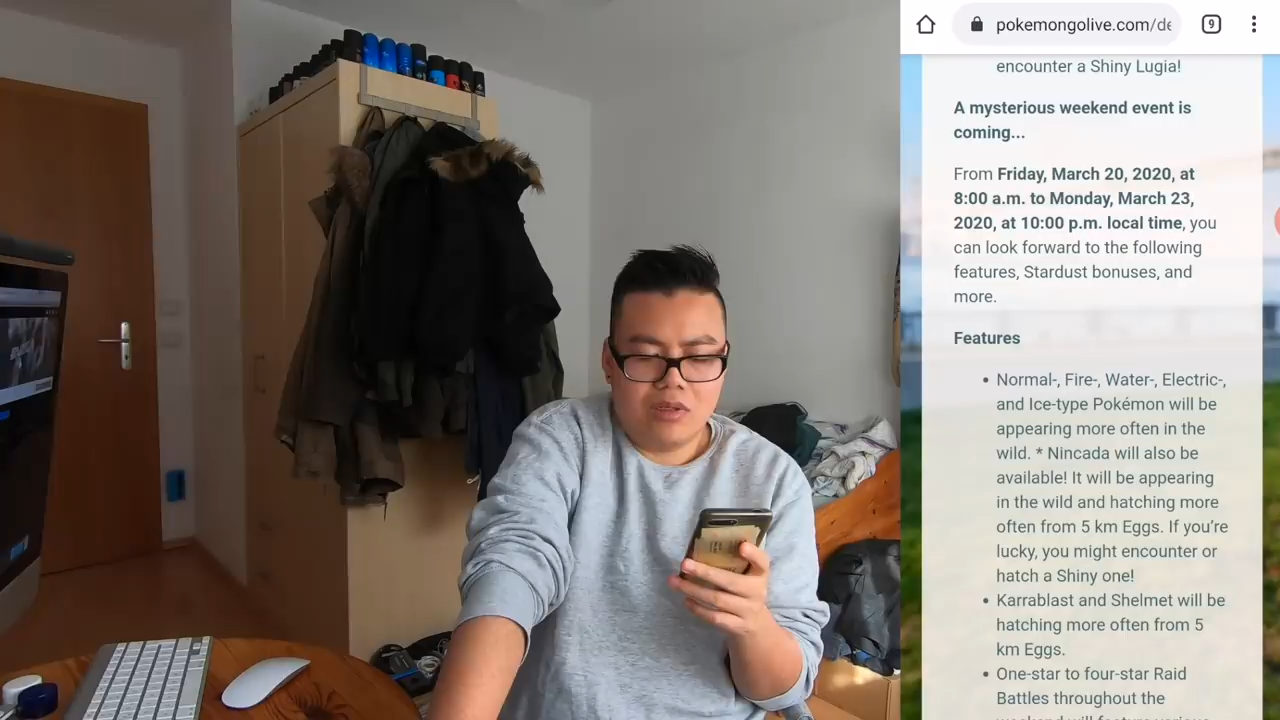 pokemongolive.com/de
9
encounter a Shiny Lugia!
A mysterious weekend event is
coming...
From Friday, March 20, 2020, at
8:00 a.m. to Monday, March 23,
2020, at 10:00 p.m. local time, you
can look forward to the following
features, Stardust bonuses, and
more.
Features
• Normal-, Fire-, Water-, Electric-,
and Ice-type Pokémon will be
appearing more often in the
wild. * Nincada will also be
available! It will be appearing
in the wild and hatching more
often from 5 km Eggs. If you’re
lucky, you might encounter or
hatch a Shiny one!
• Karrablast and Shelmet will be
hatching more often from 5
km Eggs.
• One-star to four-star Raid
Battles throughout the
weekend will feature various